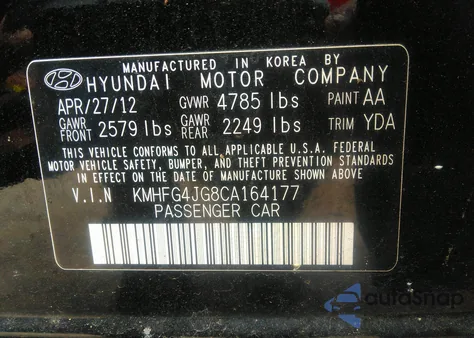 MANUFACTURED IN KOREA BY
HYUNDAI MOTOR COMPANY
APR/27/12 GVWR 4785 lbs PAINT AA
GAWR FRONT 2579 lbs GAWR REAR 2249 lbs TRIM YDA
THIS VEHICLE CONFORMS TO ALL APPLICABLE U.S.A. FEDERAL
MOTOR VEHICLE SAFETY, BUMPER, AND THEFT PREVENTION STANDARDS
IN EFFECT ON THE DATE OF MANUFACTURE SHOWN ABOVE.
V.I.N KMHFG4JG8CA164177
PASSENGER CAR
autosnap